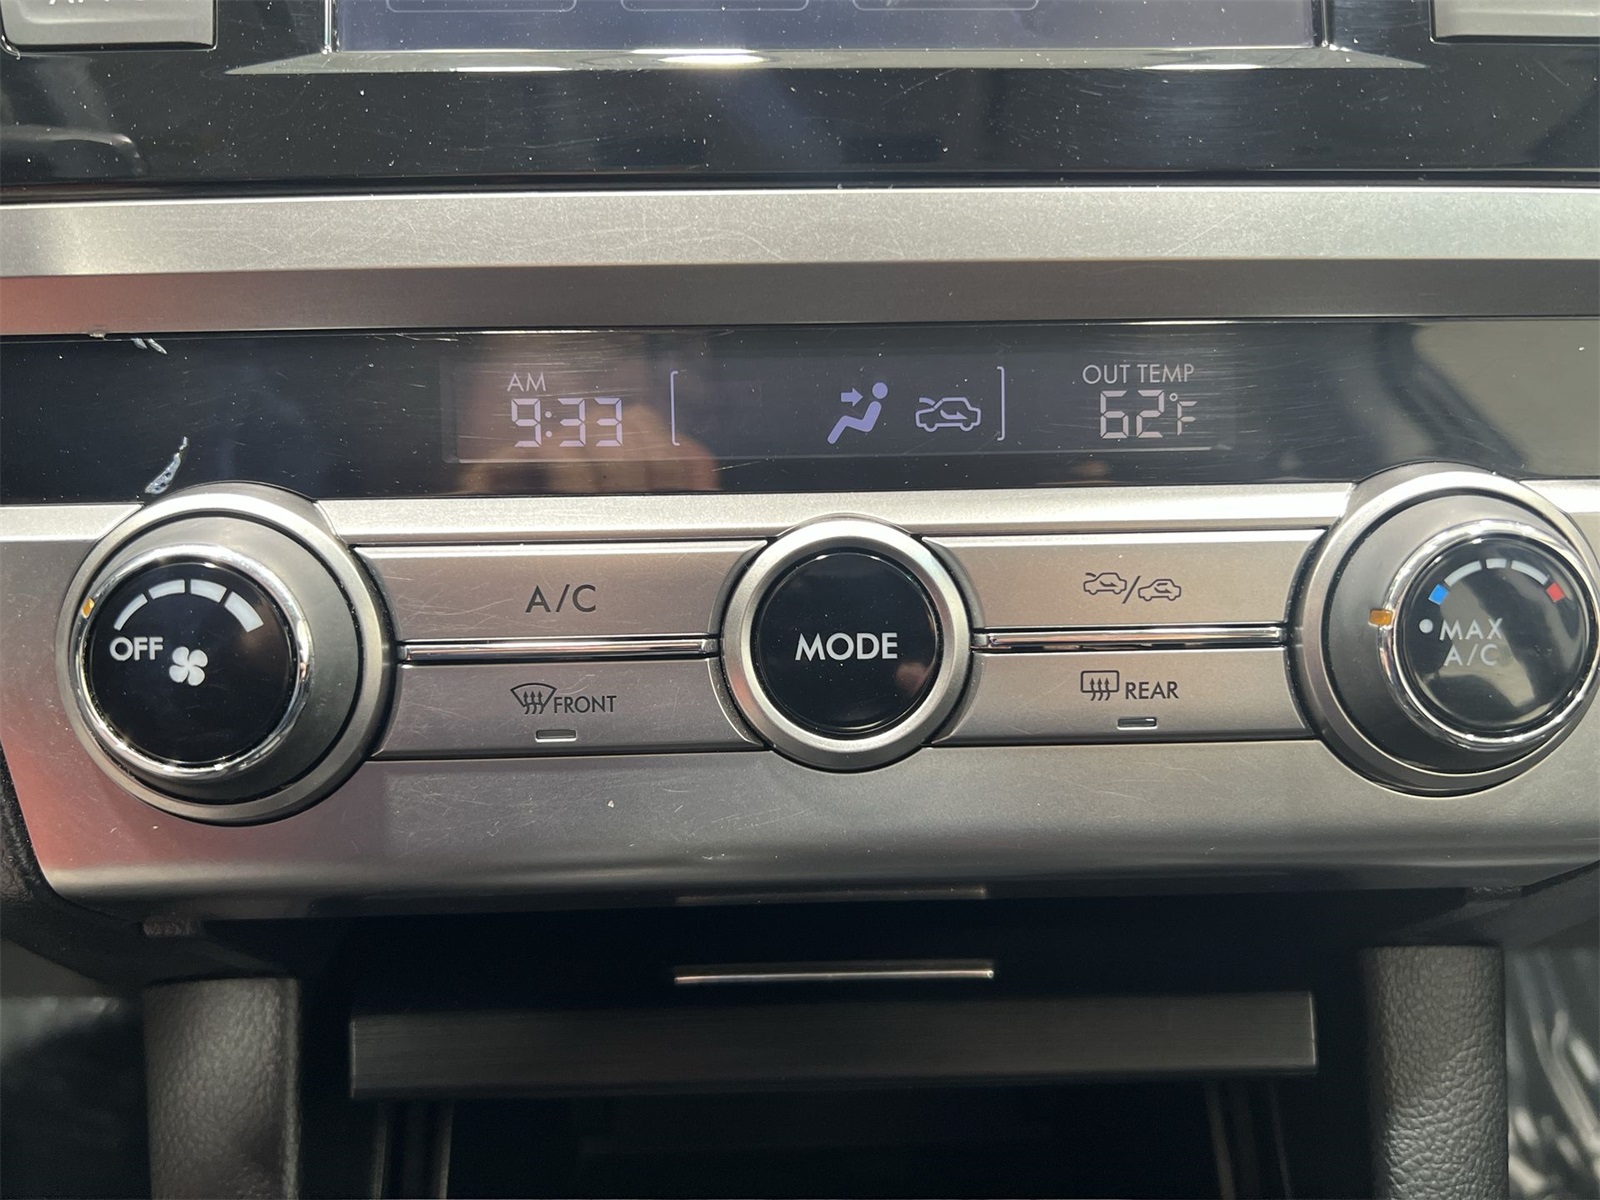 AM
9:33
OUT TEMP
62°F
OFF
A/C
FRONT
MODE
REAR
MAX
A/C